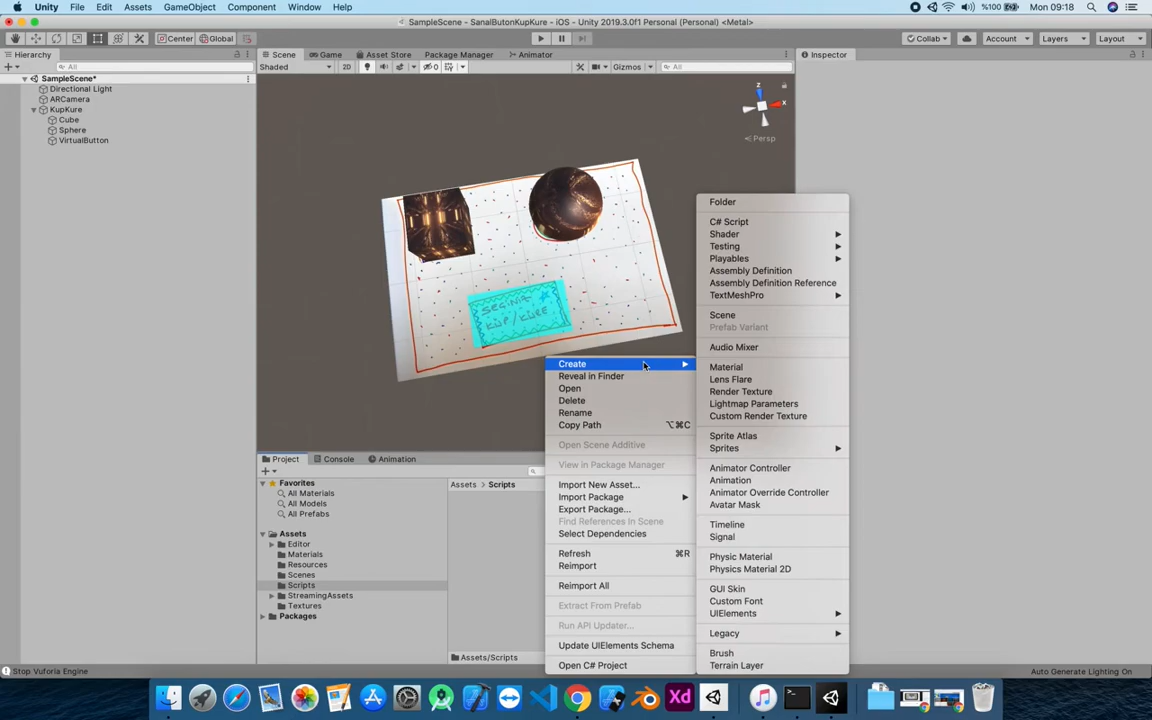 Unity File Edit Assets GameObject Component Window Help %100 Mon 09:18
SampleScene - SanalButonKupKure - iOS - Unity 2019.3.0f1 Personal (Personal) <Metal>
Center Global Collab Account Layers Layout
Hierarchy
All
SampleScene*
Directional Light
ARCamera
KupKure
Cube
Sphere
VirtualButton
Scene Game Asset Store Package Manager Animator
Shaded 2D 0 Gizmos All
z
x
Persp
SEÇİNİZ
KÜP/KÜRE
Inspector
Create
Reveal in Finder
Open
Delete
Rename
Copy Path ⌥⌘C
Open Scene Additive
View in Package Manager
Import New Asset...
Import Package
Export Package...
Find References In Scene
Select Dependencies
Refresh ⌘R
Reimport
Reimport All
Extract From Prefab
Run API Updater...
Update UIElements Schema
Open C# Project
Folder
C# Script
Shader
Testing
Playables
Assembly Definition
Assembly Definition Reference
TextMeshPro
Scene
Prefab Variant
Audio Mixer
Material
Lens Flare
Render Texture
Lightmap Parameters
Custom Render Texture
Sprite Atlas
Sprites
Animator Controller
Animation
Animator Override Controller
Avatar Mask
Timeline
Signal
Physic Material
Physics Material 2D
GUI Skin
Custom Font
UIElements
Legacy
Brush
Terrain Layer
Project Console Animation
Favorites
All Materials
All Models
All Prefabs
Assets
Editor
Materials
Resources
Scenes
Scripts
StreamingAssets
Textures
Packages
Assets > Scripts
Assets/Scripts
Stop Vuforia Engine
Auto Generate Lighting On
Xd